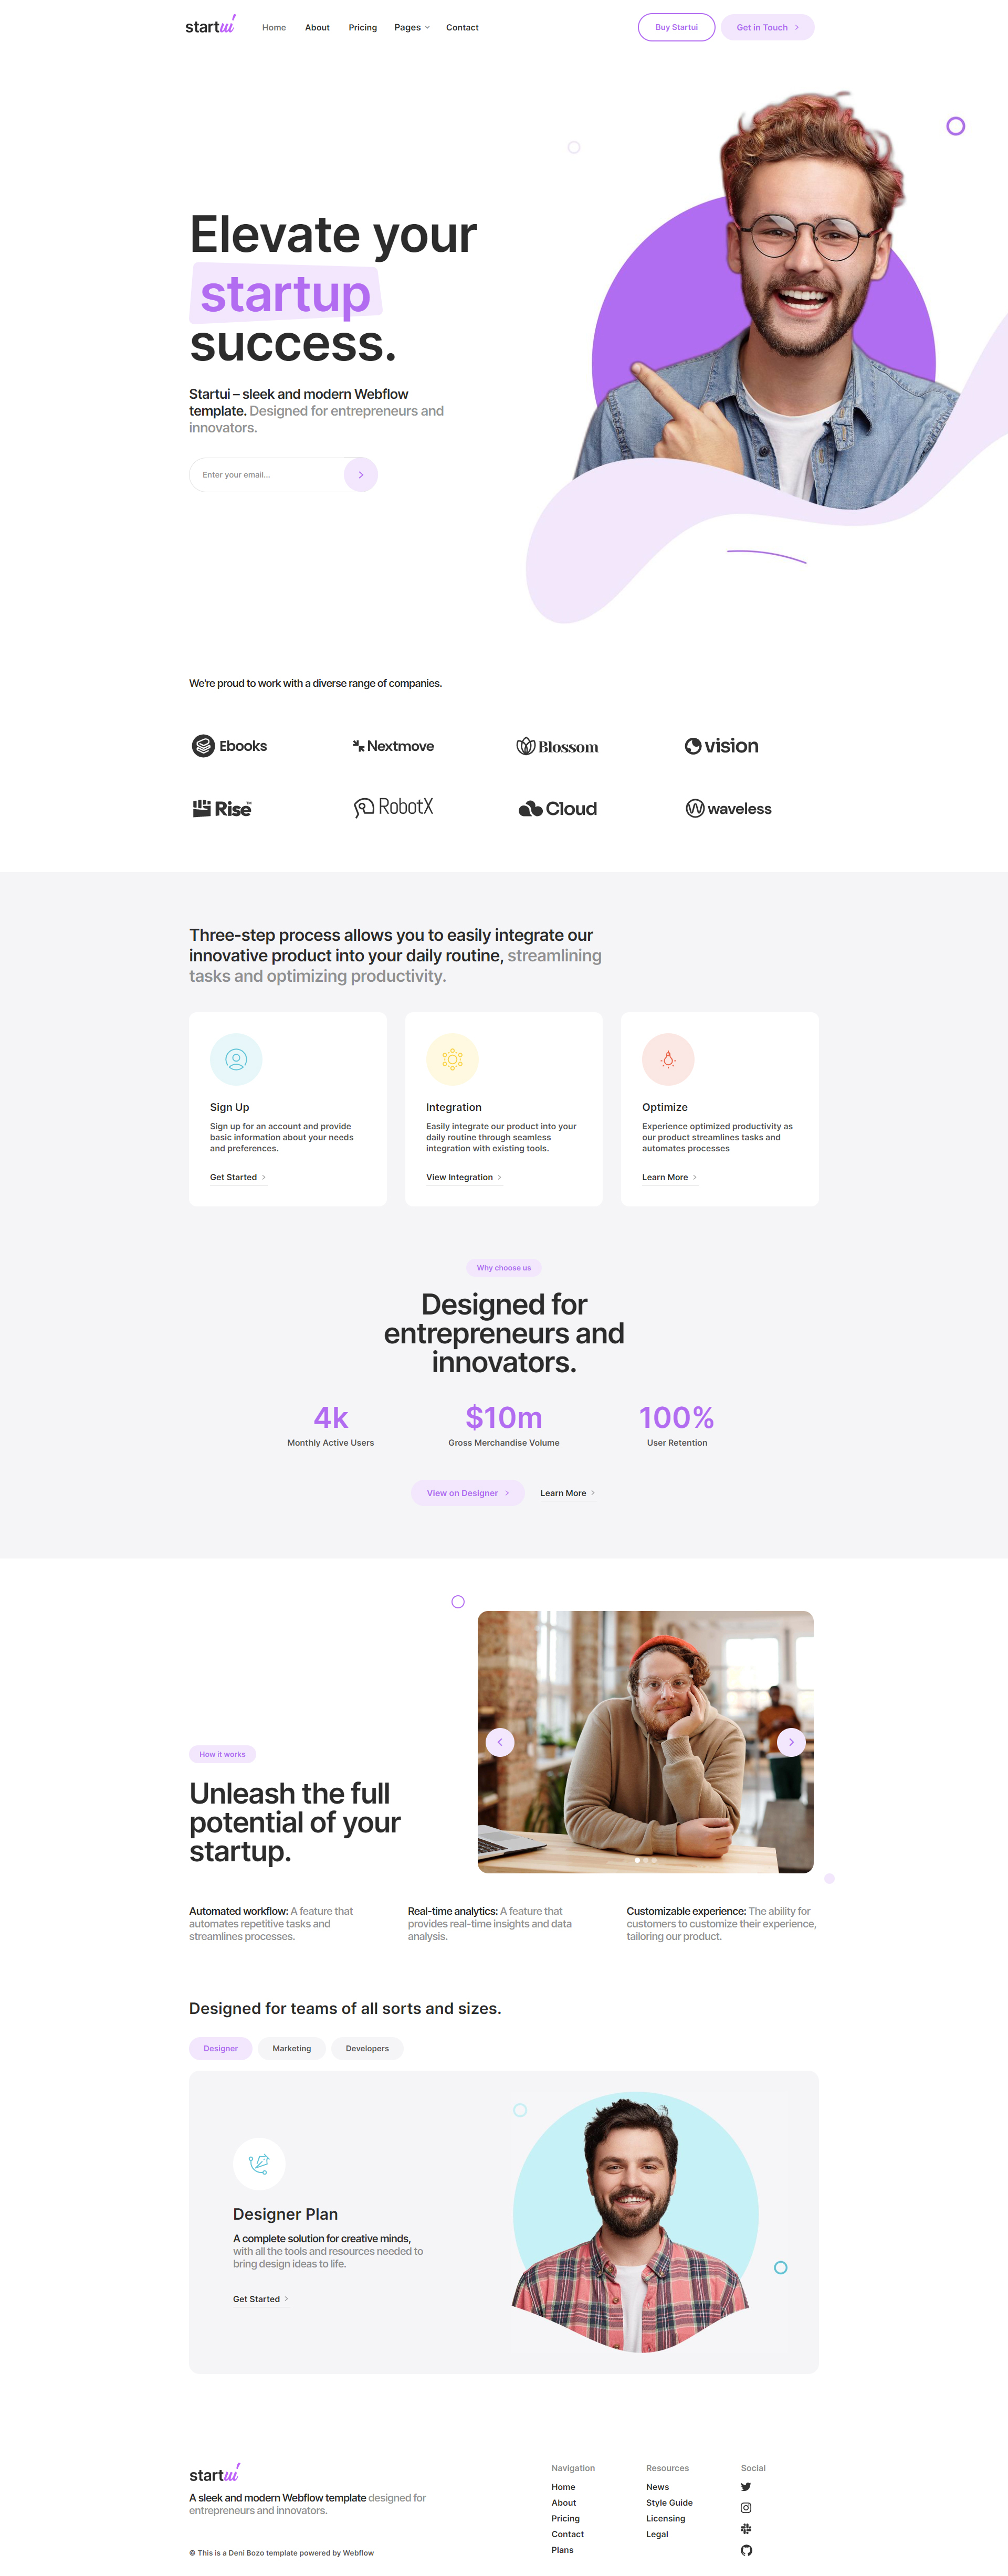 startui
Home
About
Pricing
Pages
Contact
Buy Startui
Get in Touch
Elevate your
startup
success.
Startui – sleek and modern Webflow
template. Designed for entrepreneurs and
innovators.
Enter your email...
We're proud to work with a diverse range of companies.
Ebooks
Nextmove
Blossom
vision
Rise™
RobotX
Cloud
waveless
Three-step process allows you to easily integrate our
innovative product into your daily routine, streamlining
tasks and optimizing productivity.
Sign Up
Sign up for an account and provide
basic information about your needs
and preferences.
Get Started
Integration
Easily integrate our product into your
daily routine through seamless
integration with existing tools.
View Integration
Optimize
Experience optimized productivity as
our product streamlines tasks and
automates processes
Learn More
Why choose us
Designed for
entrepreneurs and
innovators.
4k
Monthly Active Users
$10m
Gross Merchandise Volume
100%
User Retention
View on Designer
Learn More
How it works
Unleash the full
potential of your
startup.
Automated workflow: A feature that
automates repetitive tasks and
streamlines processes.
Real-time analytics: A feature that
provides real-time insights and data
analysis.
Customizable experience: The ability for
customers to customize their experience,
tailoring our product.
Designed for teams of all sorts and sizes.
Designer
Marketing
Developers
Designer Plan
A complete solution for creative minds,
with all the tools and resources needed to
bring design ideas to life.
Get Started
startui
A sleek and modern Webflow template designed for
entrepreneurs and innovators.
© This is a Deni Bozo template powered by Webflow
Navigation
Home
About
Pricing
Contact
Plans
Resources
News
Style Guide
Licensing
Legal
Social